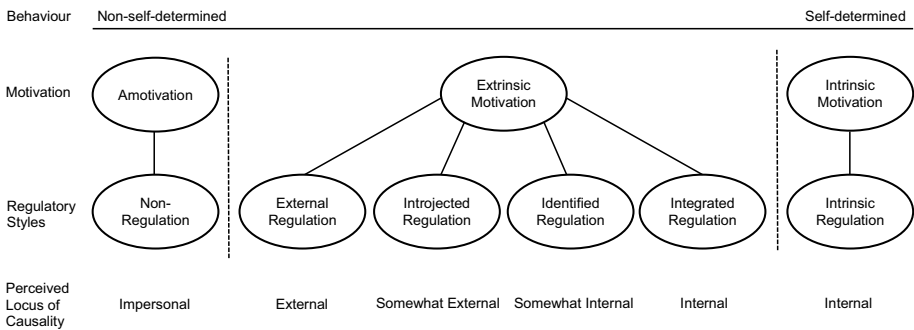 Behaviour Non-self-determined Self-determined
Motivation Amotivation Extrinsic Motivation Intrinsic Motivation
Regulatory Styles Non-Regulation External Regulation Introjected Regulation Identified Regulation Integrated Regulation Intrinsic Regulation
Perceived Locus of Causality Impersonal External Somewhat External Somewhat Internal Internal Internal